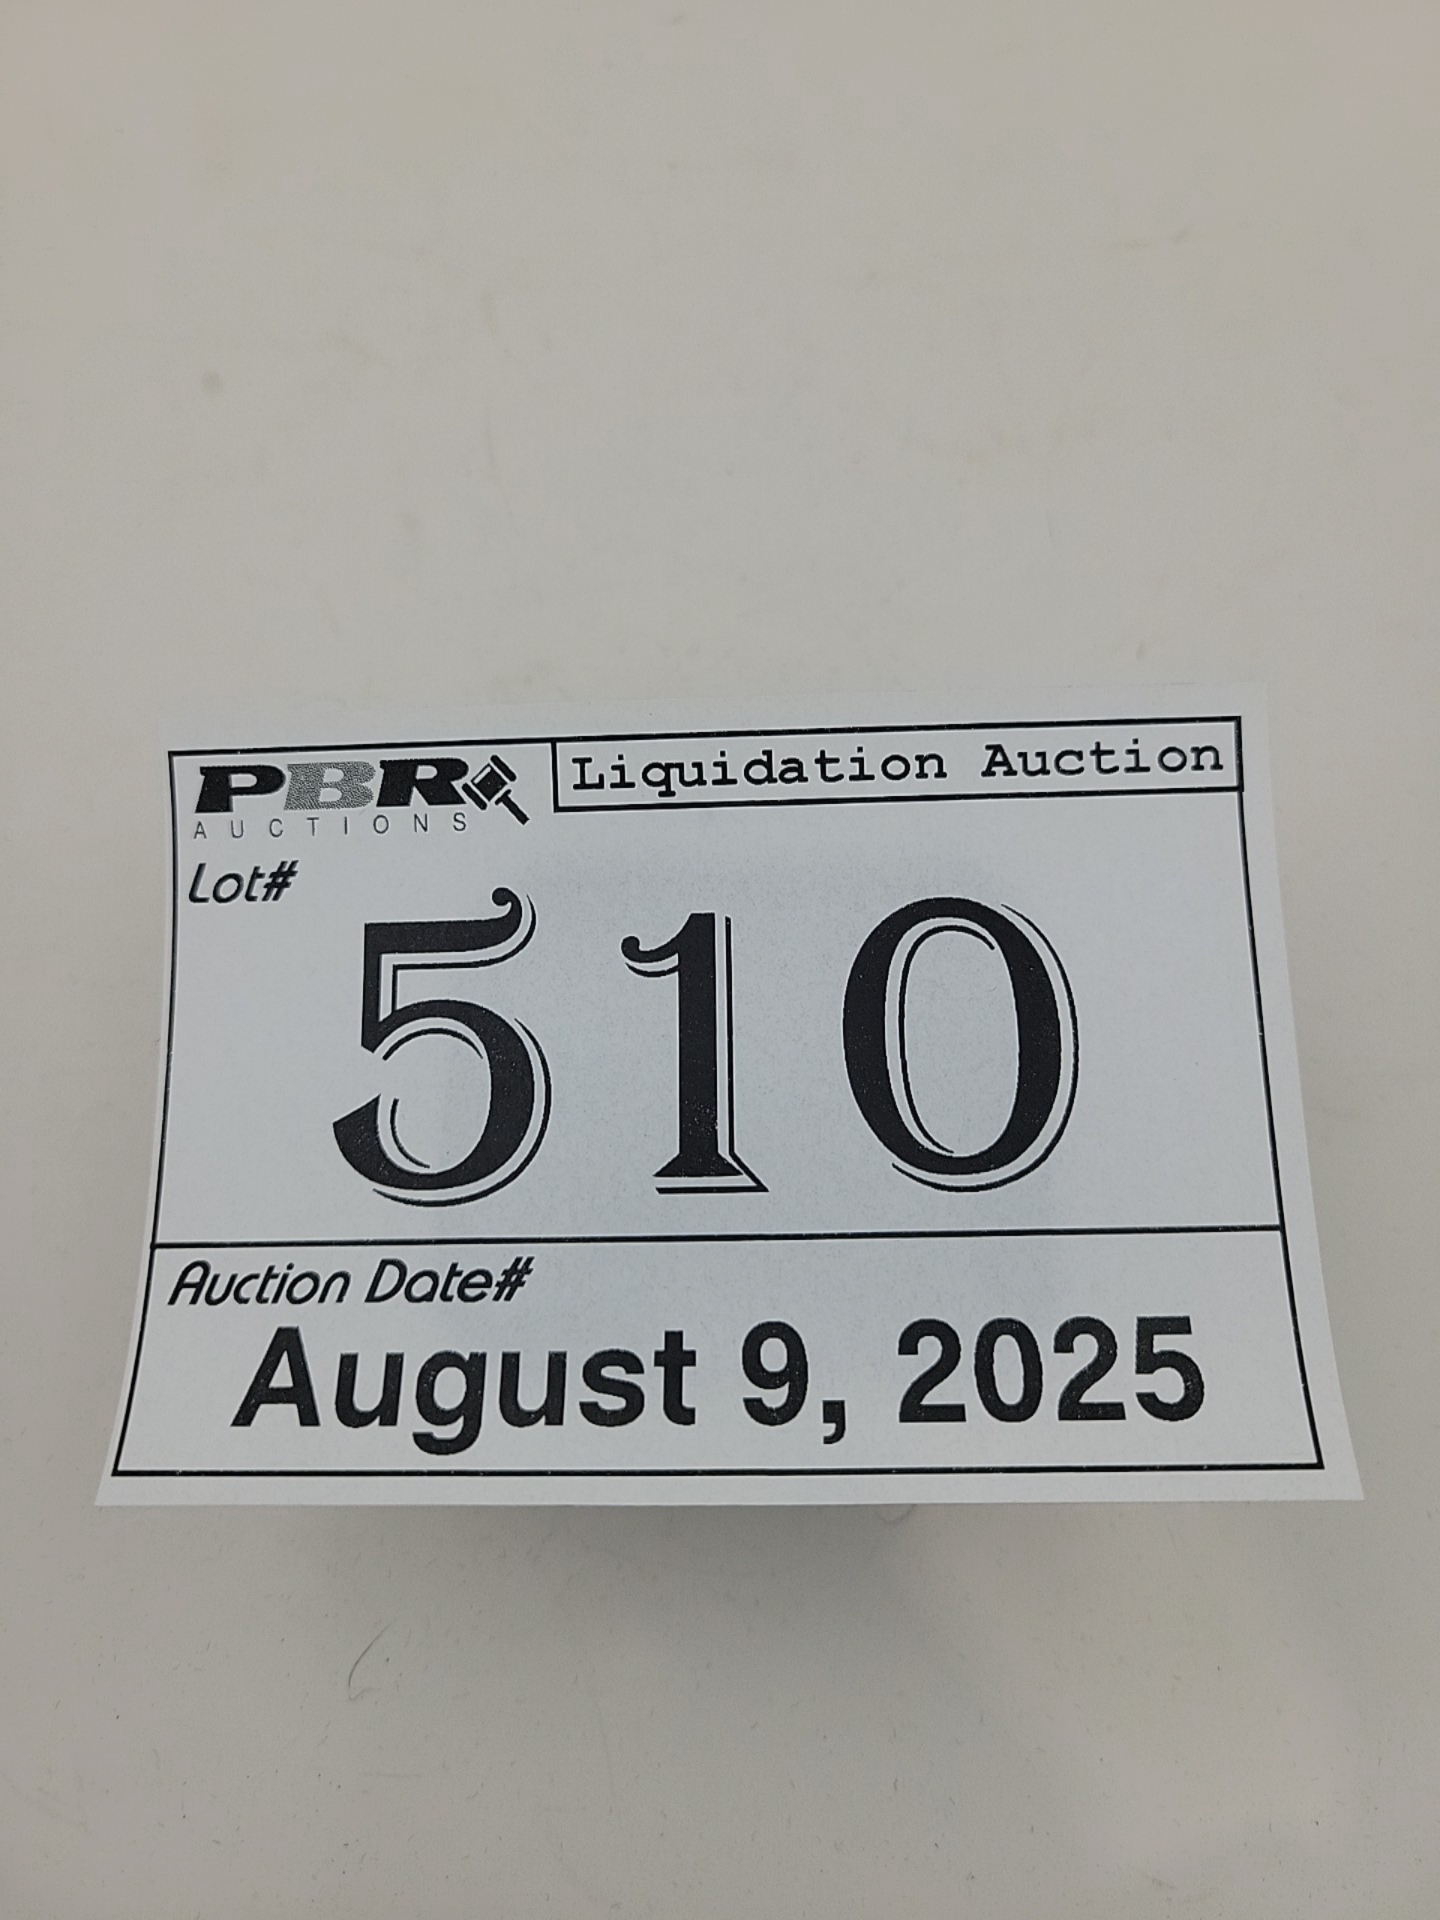 PBR
AUCTIONS
Liquidation Auction
Lot#
510
Auction Date#
August 9, 2025